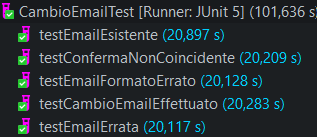 CambioEmailTest [Runner: JUnit 5] (101,636 s)
testEmailEsistente (20,897 s)
testConfermaNonCoincidente (20,209 s)
testEmailFormatoErrato (20,128 s)
testCambioEmailEffettuato (20,283 s)
testEmailErrata (20,117 s)